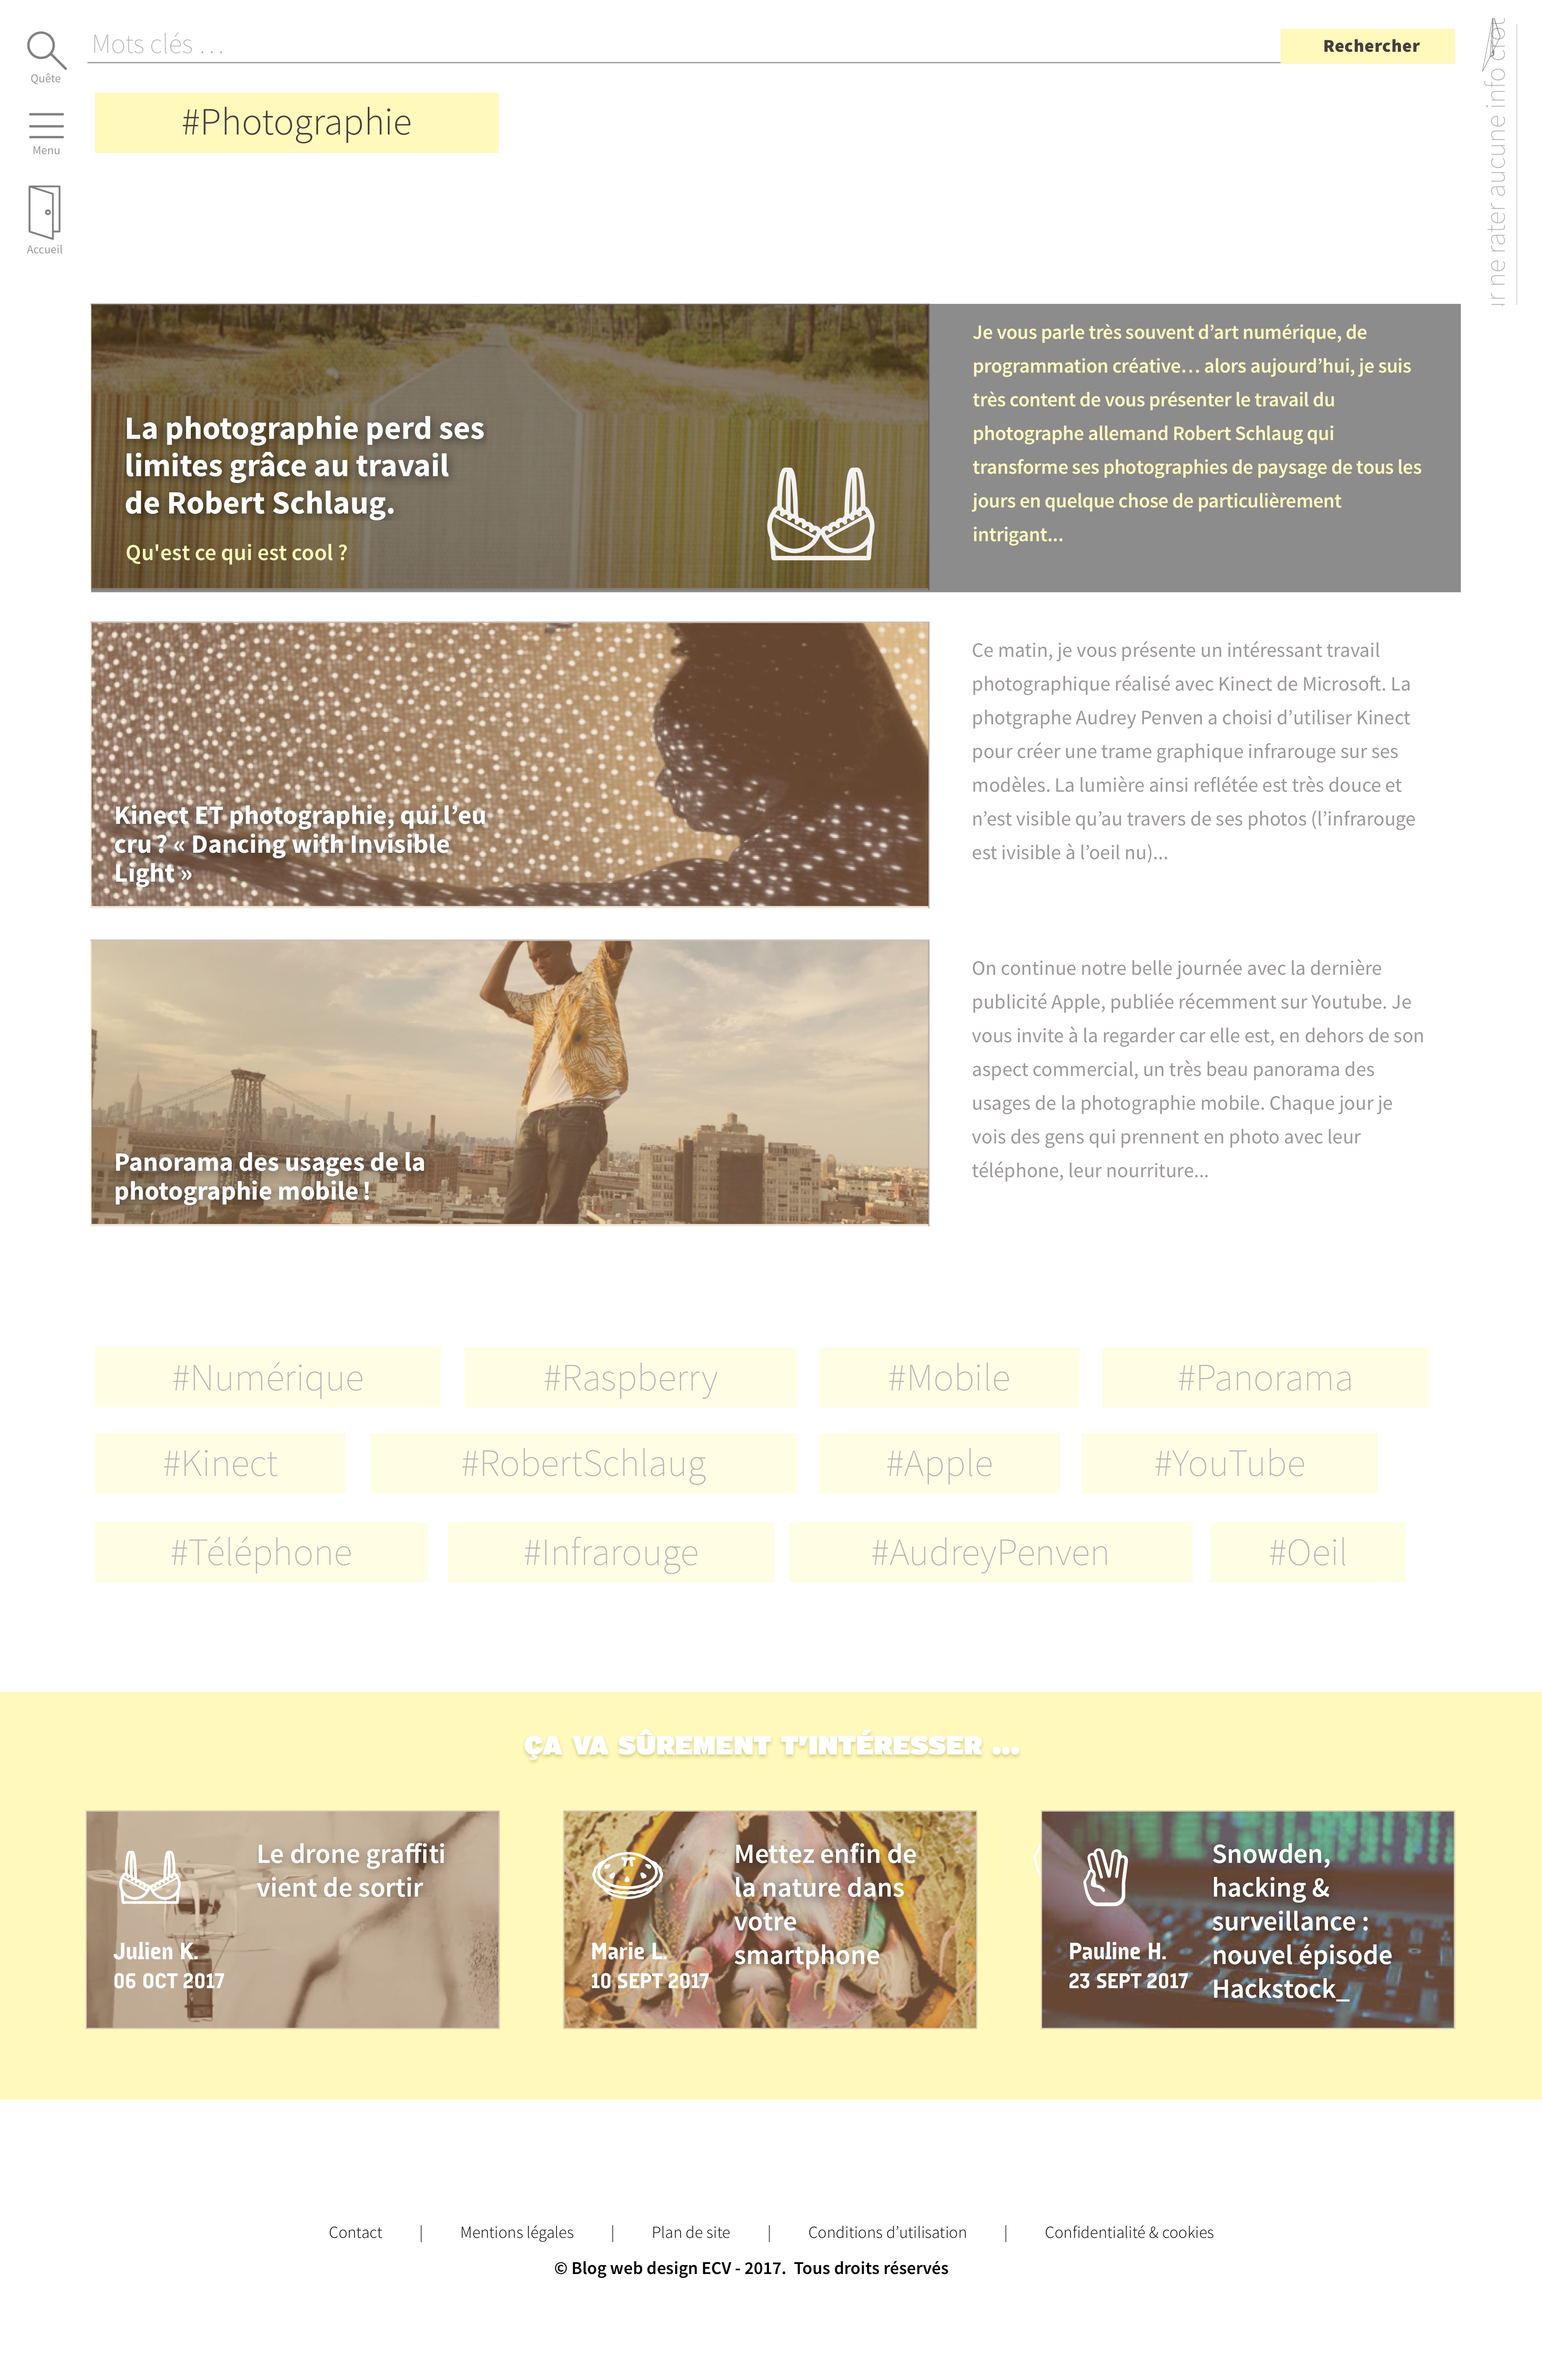 Mots clés …
Rechercher
Quête
Menu
Accueil
#Photographie
ne rater aucune info
La photographie perd ses
limites grâce au travail
de Robert Schlaug.
Qu'est ce qui est cool ?
Je vous parle très souvent d’art numérique, de
programmation créative… alors aujourd’hui, je suis
très content de vous présenter le travail du
photographe allemand Robert Schlaug qui
transforme ses photographies de paysage de tous les
jours en quelque chose de particulièrement
intrigant...
Kinect ET photographie, qui l’eu
cru ? « Dancing with Invisible
Light »
Ce matin, je vous présente un intéressant travail
photographique réalisé avec Kinect de Microsoft. La
photgraphe Audrey Penven a choisi d’utiliser Kinect
pour créer une trame graphique infrarouge sur ses
modèles. La lumière ainsi reflétée est très douce et
n’est visible qu’au travers de ses photos (l’infrarouge
est ivisible à l’oeil nu)...
Panorama des usages de la
photographie mobile !
On continue notre belle journée avec la dernière
publicité Apple, publiée récemment sur Youtube. Je
vous invite à la regarder car elle est, en dehors de son
aspect commercial, un très beau panorama des
usages de la photographie mobile. Chaque jour je
vois des gens qui prennent en photo avec leur
téléphone, leur nourriture...
#Numérique #Raspberry #Mobile #Panorama
#Kinect #RobertSchlaug #Apple #YouTube
#Téléphone #Infrarouge #AudreyPenven #Oeil
ÇA VA SÛREMENT T'INTÉRESSER ...
Le drone graffiti
vient de sortir
Julien K.
06 OCT 2017
Mettez enfin de
la nature dans
votre
smartphone
Marie L.
10 SEPT 2017
Snowden,
hacking &
surveillance :
nouvel épisode
Hackstock_
Pauline H.
23 SEPT 2017
Contact | Mentions légales | Plan de site | Conditions d’utilisation | Confidentialité & cookies
© Blog web design ECV - 2017. Tous droits réservés